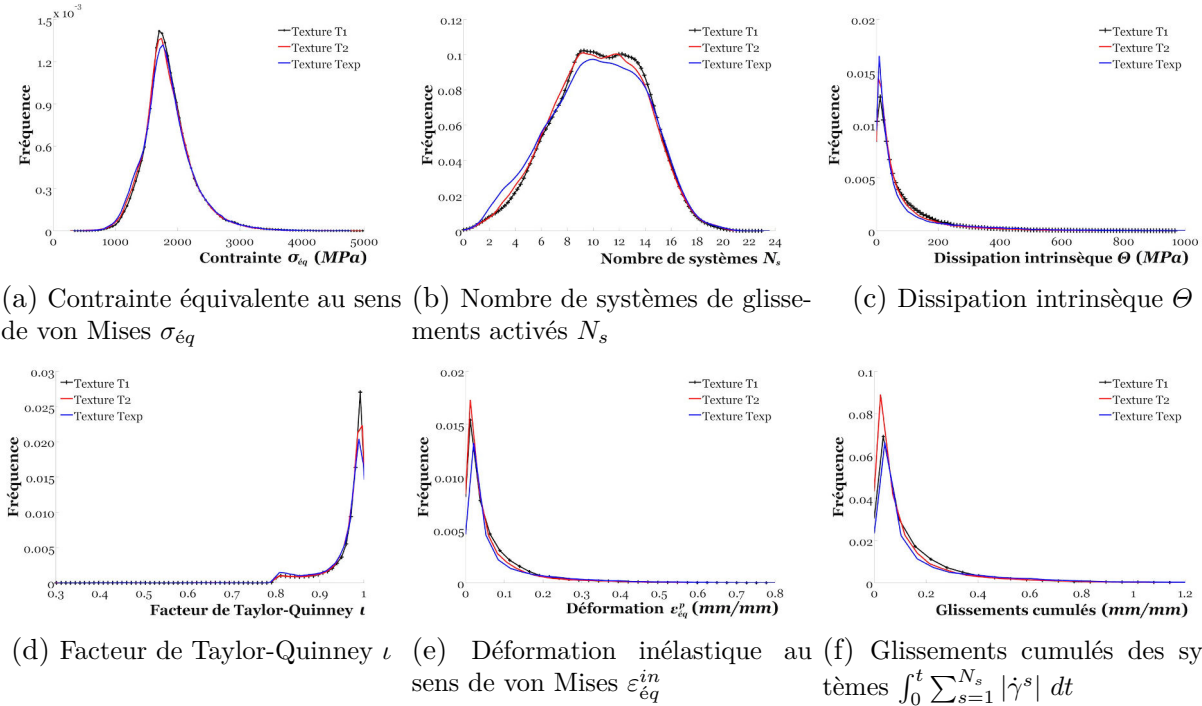 1.5 x 10⁻³
1.2
0.9
0.6
0.3
0
0 1000 2000 3000 4000 5000
Fréquence
Contrainte σéq (MPa)
Texture T1
Texture T2
Texture Texp
(a) Contrainte équivalente au sens
de von Mises σéq
0.12
0.1
0.08
0.06
0.04
0.02
0
0 2 4 6 8 10 12 14 16 18 20 22 24
Fréquence
Nombre de systèmes Ns
Texture T1
Texture T2
Texture Texp
(b) Nombre de systèmes de glisse-
ments activés Ns
0.02
0.015
0.01
0.005
0
0 200 400 600 800 1000
Fréquence
Dissipation intrinsèque Θ (MPa)
Texture T1
Texture T2
Texture Texp
(c) Dissipation intrinsèque Θ
0.03
0.025
0.02
0.015
0.01
0.005
0
0.3 0.4 0.5 0.6 0.7 0.8 0.9 1
Fréquence
Facteur de Taylor-Quinney ι
Texture T1
Texture T2
Texture Texp
(d) Facteur de Taylor-Quinney ι
0.02
0.015
0.010
0.005
0
0 0.1 0.2 0.3 0.4 0.5 0.6 0.7 0.8
Fréquence
Déformation εᵖéq (mm/mm)
Texture T1
Texture T2
Texture Texp
(e) Déformation inélastique au
sens de von Mises εⁱⁿéq
0.1
0.08
0.06
0.04
0.02
0
0 0.2 0.4 0.6 0.8 1 1.2
Fréquence
Glissements cumulés (mm/mm)
Texture T1
Texture T2
Texture Texp
(f) Glissements cumulés des sy
tèmes ∫₀ᵗ ∑ₛ₌₁ᴺˢ |γ̇ˢ| dt